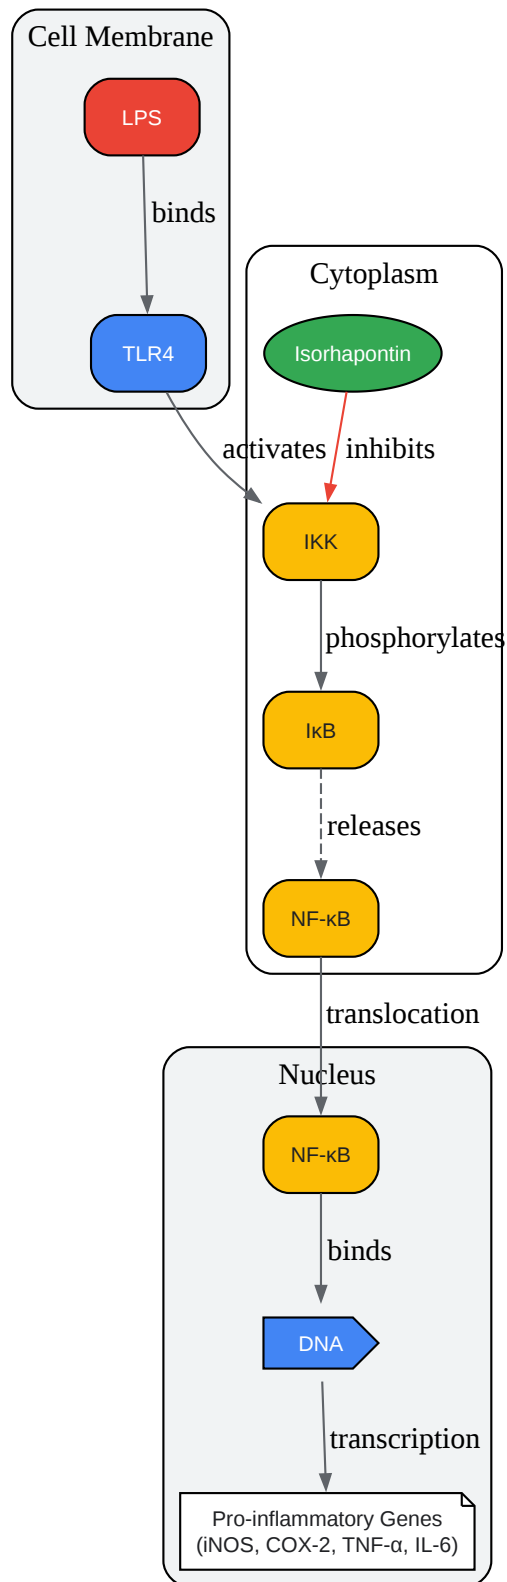 Cell Membrane
LPS
binds
TLR4
Cytoplasm
Isorhapontin
activates
inhibits
IKK
phosphorylates
IκB
releases
NF-κB
translocation
Nucleus
NF-κB
binds
DNA
transcription
Pro-inflammatory Genes
(iNOS, COX-2, TNF-α, IL-6)